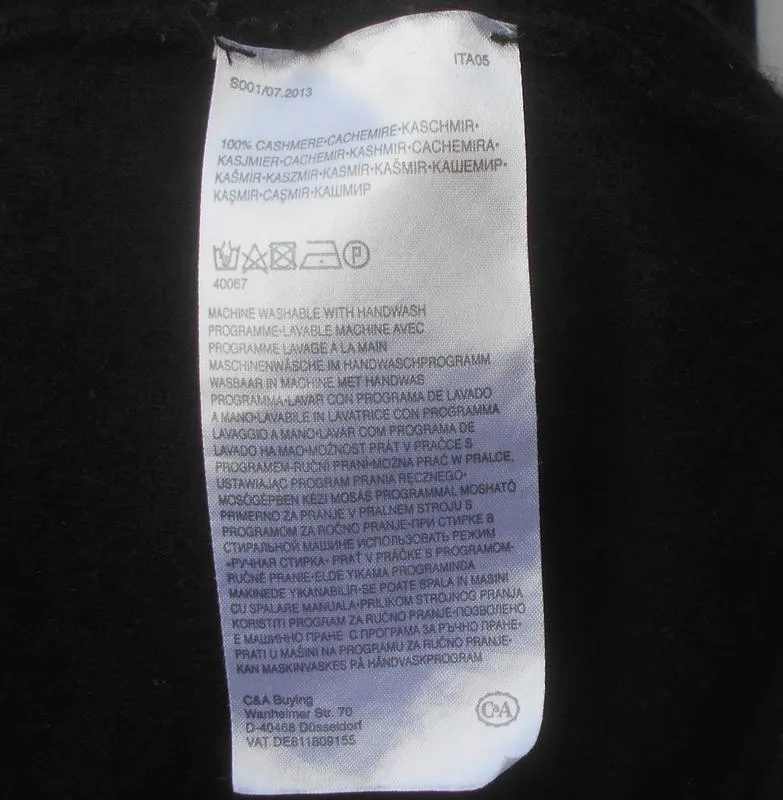 ITA05
S001/07.2013
100% CASHMERE•CACHEMIRE•KASCHMIR•
KASJMIER•CACHEMIR•KASHMIR•CACHEMIRA•
KAŠMÍR•KASZMIR•KASMÍR•KAŠMIR•КАШЕМИР•
KAŞMIR•CAŞMIR•КАШМИР
P
40067
MACHINE WASHABLE WITH HANDWASH
PROGRAMME•LAVABLE MACHINE AVEC
PROGRAMME LAVAGE A LA MAIN
MASCHINENWÄSCHE IM HANDWASCHPROGRAMM
WASBAAR IN MACHINE MET HANDWAS
PROGRAMMA•LAVAR CON PROGRAMA DE LAVADO
A MANO•LAVABILE IN LAVATRICE CON PROGRAMMA
LAVAGGIO A MANO•LAVAR COM PROGRAMA DE
LAVADO HA MAO•MOŽNOST PRÁT V PRAČCE S
PROGRAMEM-RUČNÍ PRANÍ•MOŻNA PRAĆ W PRALCE,
USTAWIAJĄC PROGRAM PRANIA RĘCZNEGO•
MOSÓGÉPBEN KÉZI MOSÁS PROGRAMMAL MOSHATÓ
PRIMERNO ZA PRANJE V PRALNEM STROJU S
PROGRAMOM ZA ROČNO PRANJE•ПРИ СТИРКЕ В
СТИРАЛЬНОЙ МАШИНЕ ИСПОЛЬЗОВАТЬ РЕЖИМ
«РУЧНАЯ СТИРКА• PRAŤ V PRÁČKE S PROGRAMOM-
RUČNÉ PRANIE•ELDE YIKAMA PROGRAMINDA
MAKINEDE YIKANABILIR•SE POATE SPALA IN MASINI
CU SPALARE MANUALA•PRILIKOM STROJNOG PRANJA
KORISTITI PROGRAM ZA RUČNO PRANJE•ПОЗВОЛЕНО
Е МАШИННО ПРАНЕ С ПРОГРАМА ЗА РЪЧНО ПРАНЕ•
PRATI U MAŠINI NA PROGRAMU ZA RUČNO PRANJE•
KAN MASKINVASKES PÅ HÅNDVASKPROGRAM
C&A Buying
Wanheimer Str. 70
D-40468 Düsseldorf
VAT DE811809155
C&A